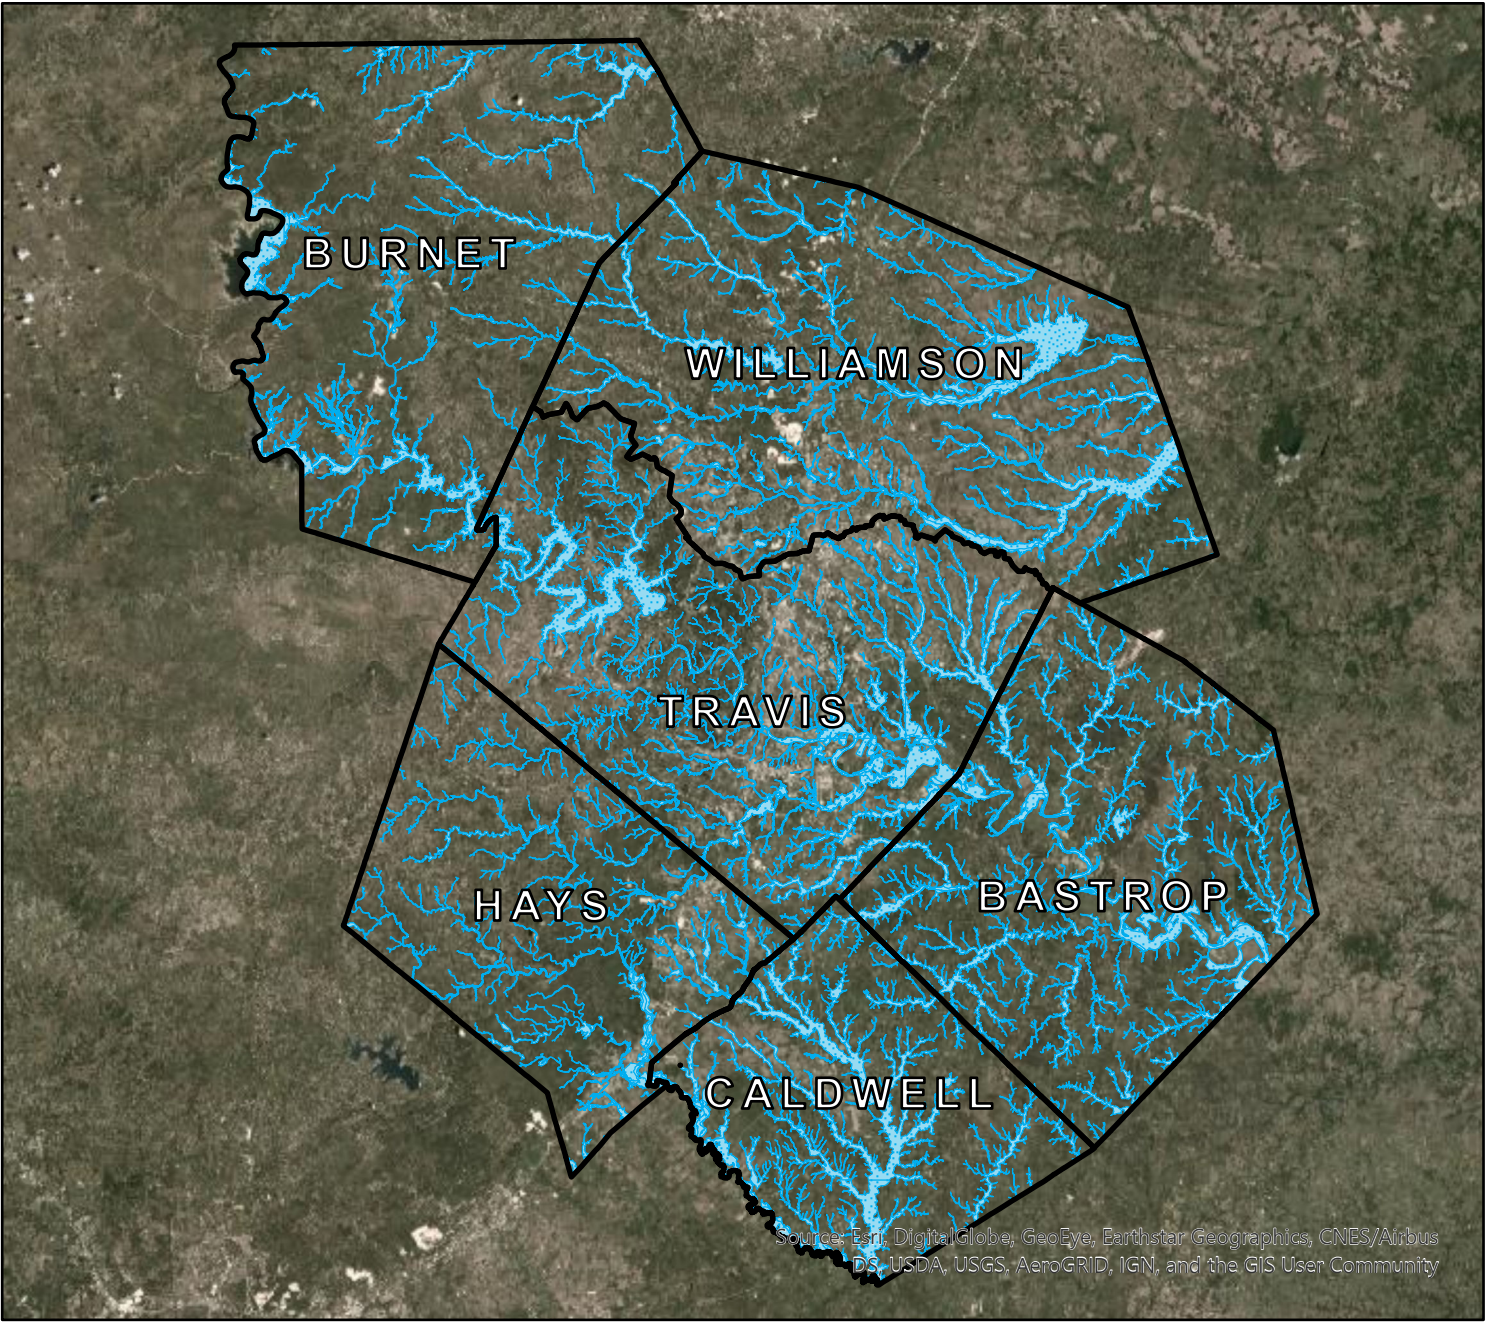 BURNET
WILLIAMSON
TRAVIS
HAYS
BASTROP
CALDWELL
Source: Esri, DigitalGlobe, GeoEye, Earthstar Geographics, CNES/Airbus
DS, USDA, USGS, AeroGRID, IGN, and the GIS User Community